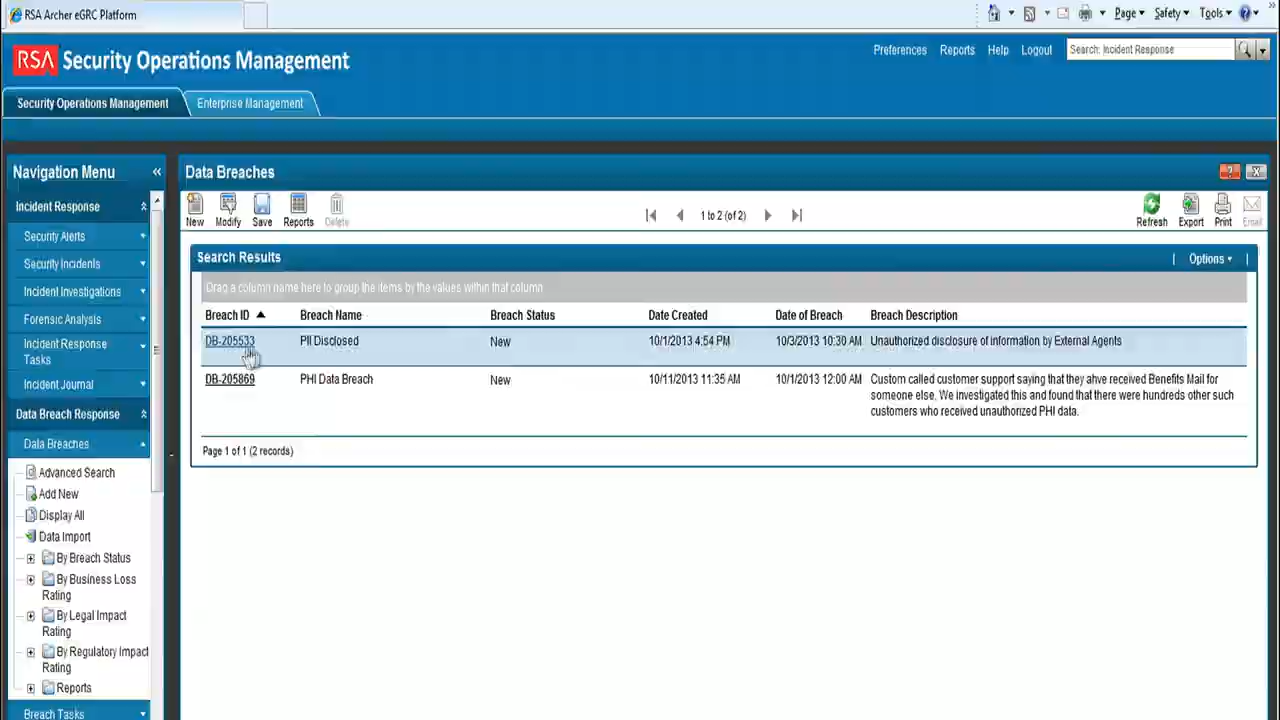 RSA Archer eGRC Platform
Page Safety Tools
RSA Security Operations Management
Preferences Reports Help Logout Search: Incident Response
Security Operations Management Enterprise Management
Navigation Menu «
Incident Response
Security Alerts
Security Incidents
Incident Investigations
Forensic Analysis
Incident Response
Tasks
Incident Journal
Data Breach Response
Data Breaches
Advanced Search
Add New
Display All
Data Import
By Breach Status
By Business Loss
Rating
By Legal Impact
Rating
By Regulatory Impact
Rating
Reports
Breach Tasks
Data Breaches
? X
New Modify Save Reports Delete
1 to 2 (of 2)
Refresh Export Print Email
Search Results
| Options |
Drag a column name here to group the items by the values within that column
Breach ID Breach Name Breach Status Date Created Date of Breach Breach Description
DB-205533 PII Disclosed New 10/1/2013 4:54 PM 10/3/2013 10:30 AM Unauthorized disclosure of information by External Agents
DB-205869 PHI Data Breach New 10/11/2013 11:35 AM 10/1/2013 12:00 AM Custom called customer support saying that they ahve received Benefits Mail for
someone else. We investigated this and found that there were hundreds other such
customers who received unauthorized PHI data.
Page 1 of 1 (2 records)